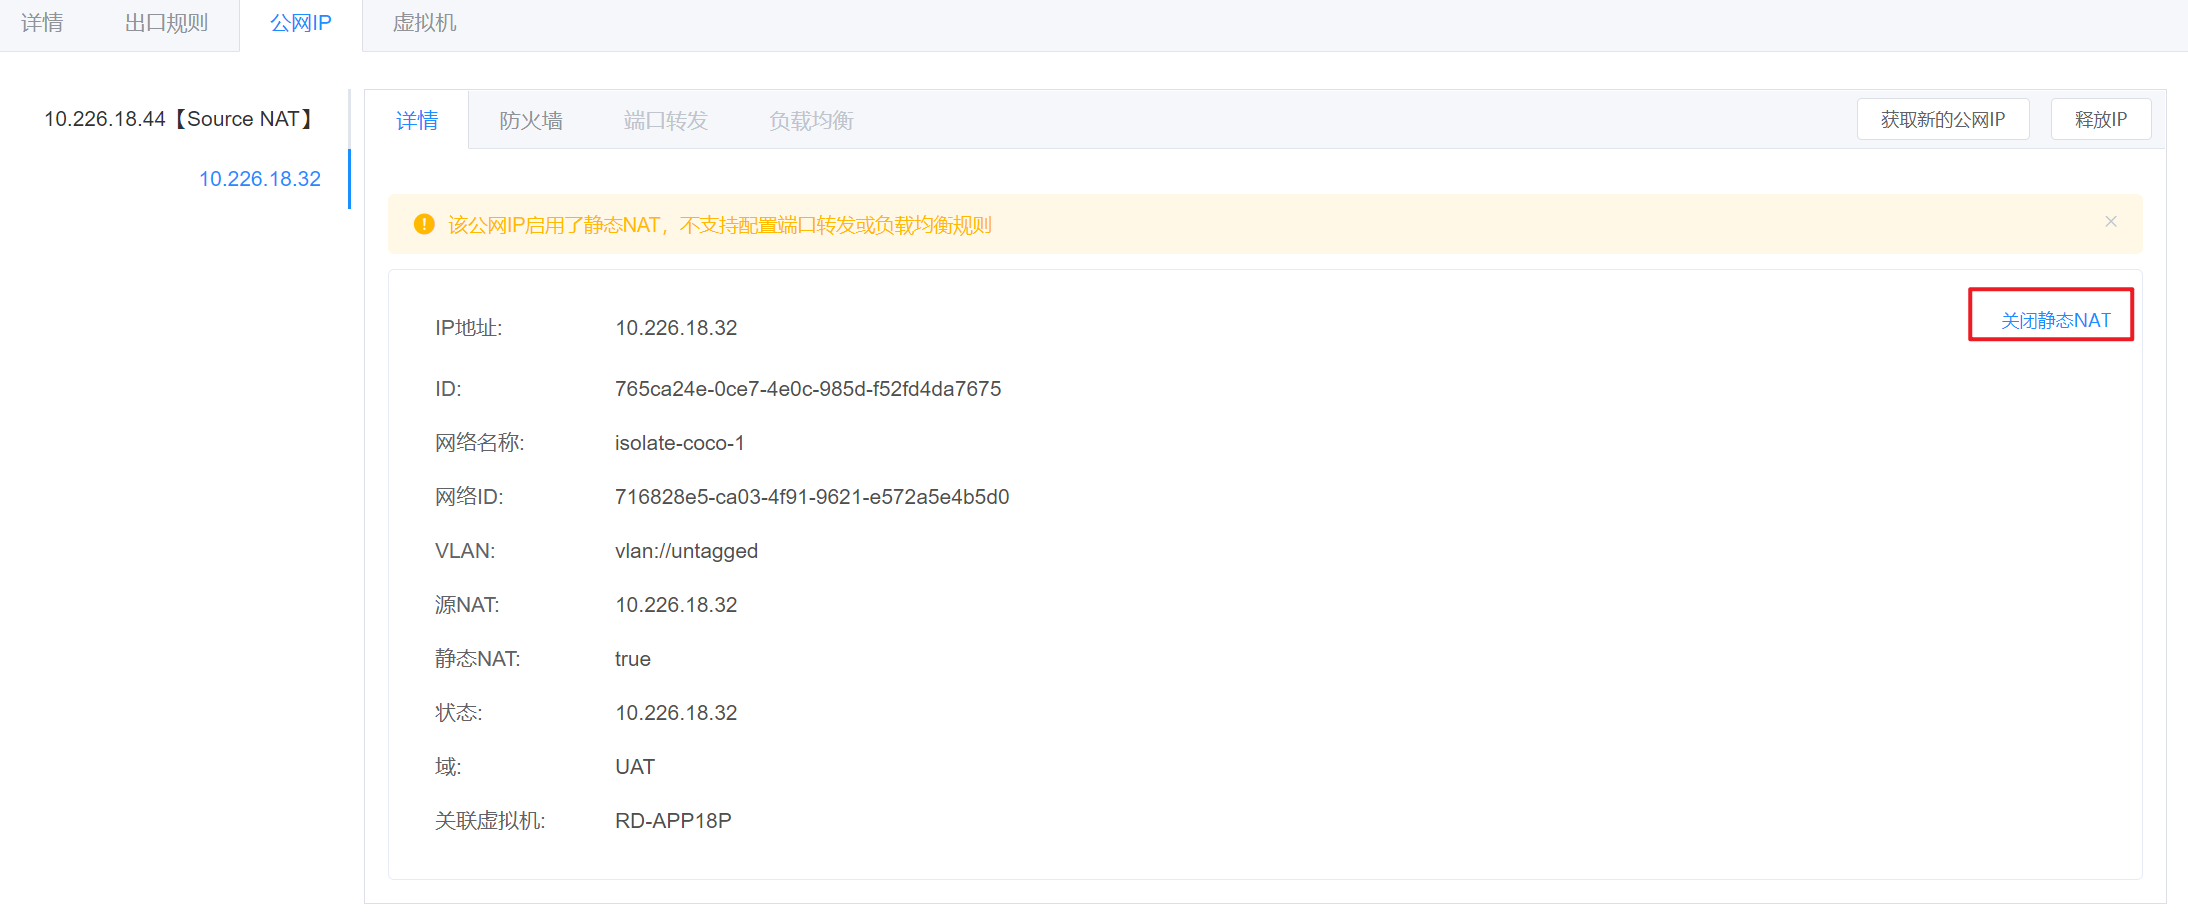 详情 出口规则 公网IP 虚拟机
10.226.18.44【Source NAT】
10.226.18.32
详情 防火墙 端口转发 负载均衡 获取新的公网IP 释放IP
该公网IP启用了静态NAT，不支持配置端口转发或负载均衡规则
关闭静态NAT
IP地址: 10.226.18.32
ID: 765ca24e-0ce7-4e0c-985d-f52fd4da7675
网络名称: isolate-coco-1
网络ID: 716828e5-ca03-4f91-9621-e572a5e4b5d0
VLAN: vlan://untagged
源NAT: 10.226.18.32
静态NAT: true
状态: 10.226.18.32
域: UAT
关联虚拟机: RD-APP18P